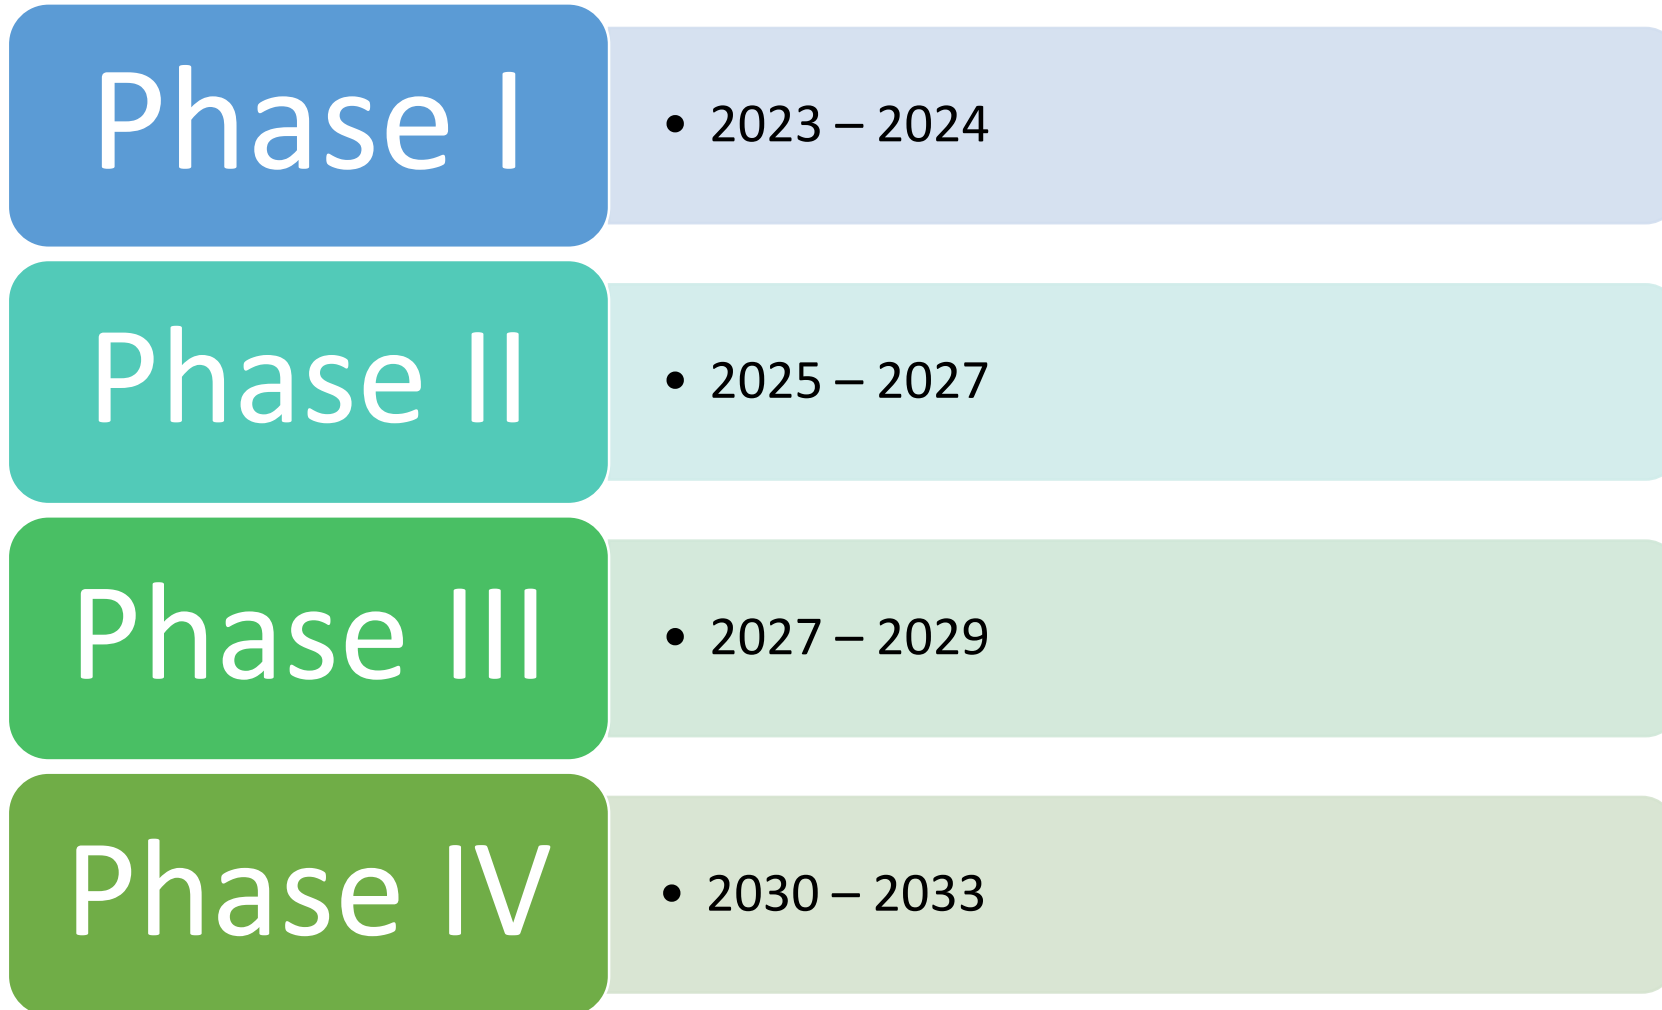 Phase I
• 2023 – 2024
Phase II
• 2025 – 2027
Phase III
• 2027 – 2029
Phase IV
• 2030 – 2033